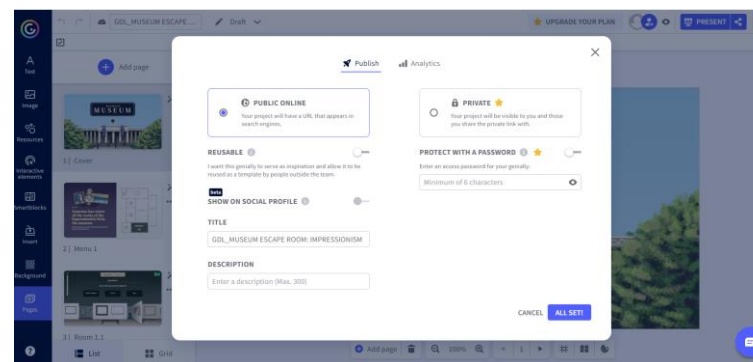 GDL_MUSEUM ESCAPE ...
Draft
UPGRADE YOUR PLAN
PRESENT
Text
Image
Resources
Interactive
elements
Smartblocks
Insert
Background
Pages
Add page
MUSEUM
1 | Cover
2 | Menu 1
3 | Room 1.1
List
Grid
Publish
Analytics
PUBLIC ONLINE
Your project will have a URL that appears in
search engines.
PRIVATE
Your project will be visible to you and those
you share the private link with.
REUSABLE
I want this genially to serve as inspiration and allow it to be
reused as a template by people outside the team.
beta
SHOW ON SOCIAL PROFILE
TITLE
GDL_MUSEUM ESCAPE ROOM: IMPRESSIONISM
DESCRIPTION
Enter a description (Max. 300)
PROTECT WITH A PASSWORD
Enter an access password for your genially:
Minimum of 6 characters
CANCEL
ALL SET!
Add page
100%
1